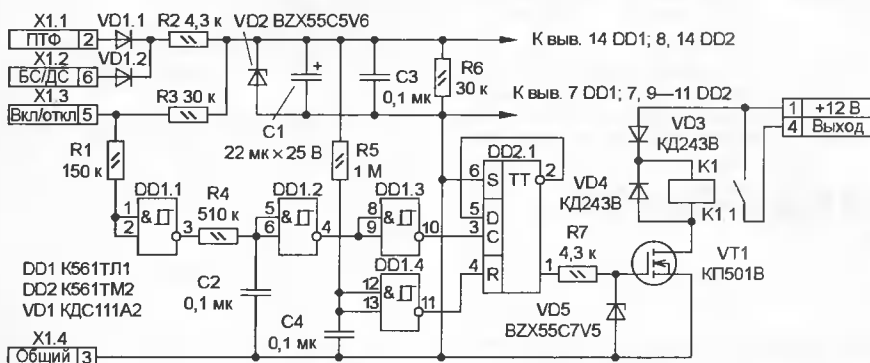 X1.1
ПТФ 2
VD1.1
R2 4,3 к
VD2 BZX55C5V6
К выв. 14 DD1; 8, 14 DD2
X1.2
БС/ДС 6
VD1.2
X1.3
Вкл/откл 5
R3 30 к
C1
22 мк × 25 В
C3
0,1 мк
R6
30 к
К выв. 7 DD1; 7, 9—11 DD2
1 +12 В
4 Выход
R1
150 к
R5
1 М
DD2.1
VD3
КД243В
K1
VD4
КД243В
K1.1
DD1.1
1
2
&
3
R4
510 к
DD1.2
5
6
&
4
DD1.3
8
9
&
10
6 S TT 2
5 D
3 C
4 R 1
R7
4,3 к
VT1
КП501В
DD1.4
12
13
&
11
VD5
BZX55C7V5
C2
0,1 мк
C4
0,1 мк
DD1 К561ТЛ1
DD2 К561ТМ2
VD1 КДС111А2
X1.4
Общий 3